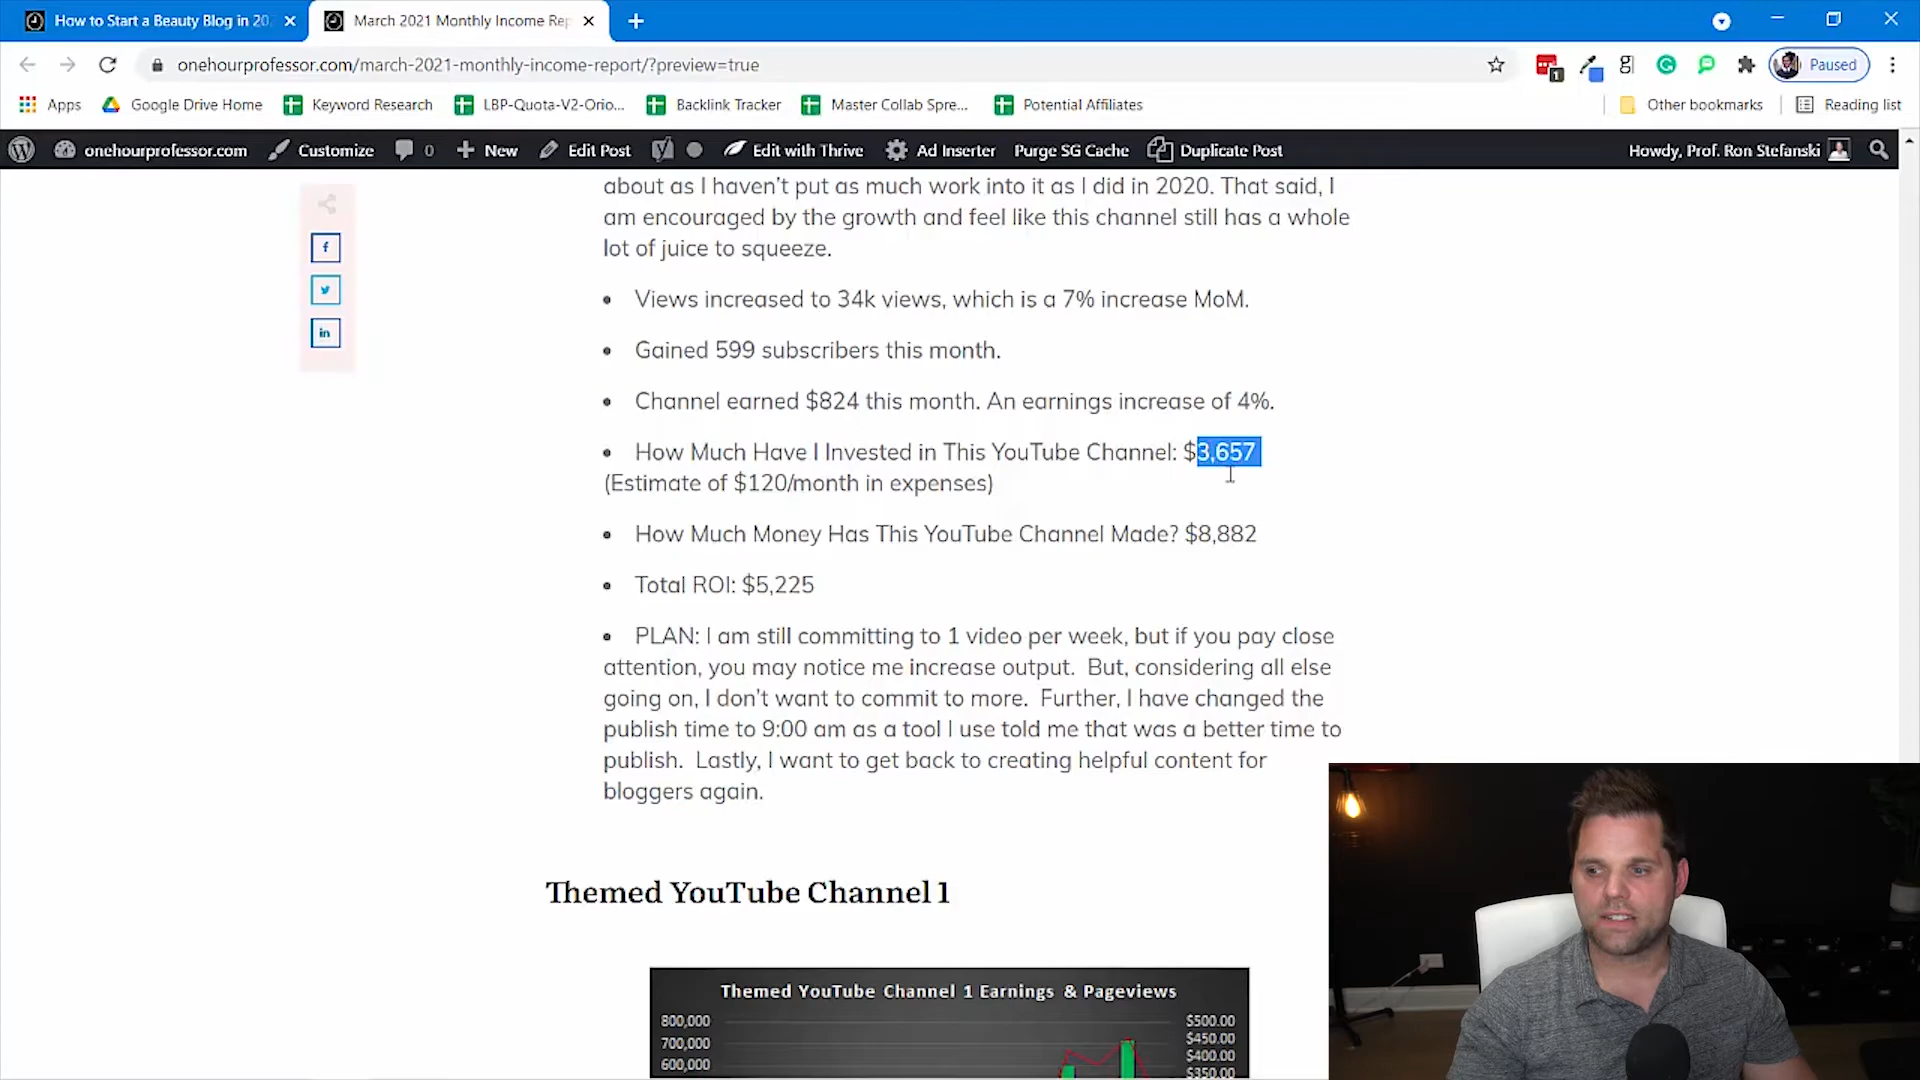 How to Start a Beauty Blog in 20
March 2021 Monthly Income Rep
onehourprofessor.com/march-2021-monthly-income-report/?preview=true
1
g|
Paused
Apps
Google Drive Home
Keyword Research
LBP-Quota-V2-Orio...
Backlink Tracker
Master Collab Spre...
Potential Affiliates
Other bookmarks
Reading list
onehourprofessor.com
Customize
0
New
Edit Post
Edit with Thrive
Ad Inserter
Purge SG Cache
Duplicate Post
Howdy, Prof. Ron Stefanski
f
in
about as I haven't put as much work into it as I did in 2020. That said, I
am encouraged by the growth and feel like this channel still has a whole
lot of juice to squeeze.
• Views increased to 34k views, which is a 7% increase MoM.
• Gained 599 subscribers this month.
• Channel earned $824 this month. An earnings increase of 4%.
• How Much Have I Invested in This YouTube Channel: $3,657
(Estimate of $120/month in expenses)
• How Much Money Has This YouTube Channel Made? $8,882
• Total ROI: $5,225
• PLAN: I am still committing to 1 video per week, but if you pay close
attention, you may notice me increase output. But, considering all else
going on, I don't want to commit to more. Further, I have changed the
publish time to 9:00 am as a tool I use told me that was a better time to
publish. Lastly, I want to get back to creating helpful content for
bloggers again.
Themed YouTube Channel 1
Themed YouTube Channel 1 Earnings & Pageviews
800,000
700,000
600,000
$500.00
$450.00
$400.00
$350.00